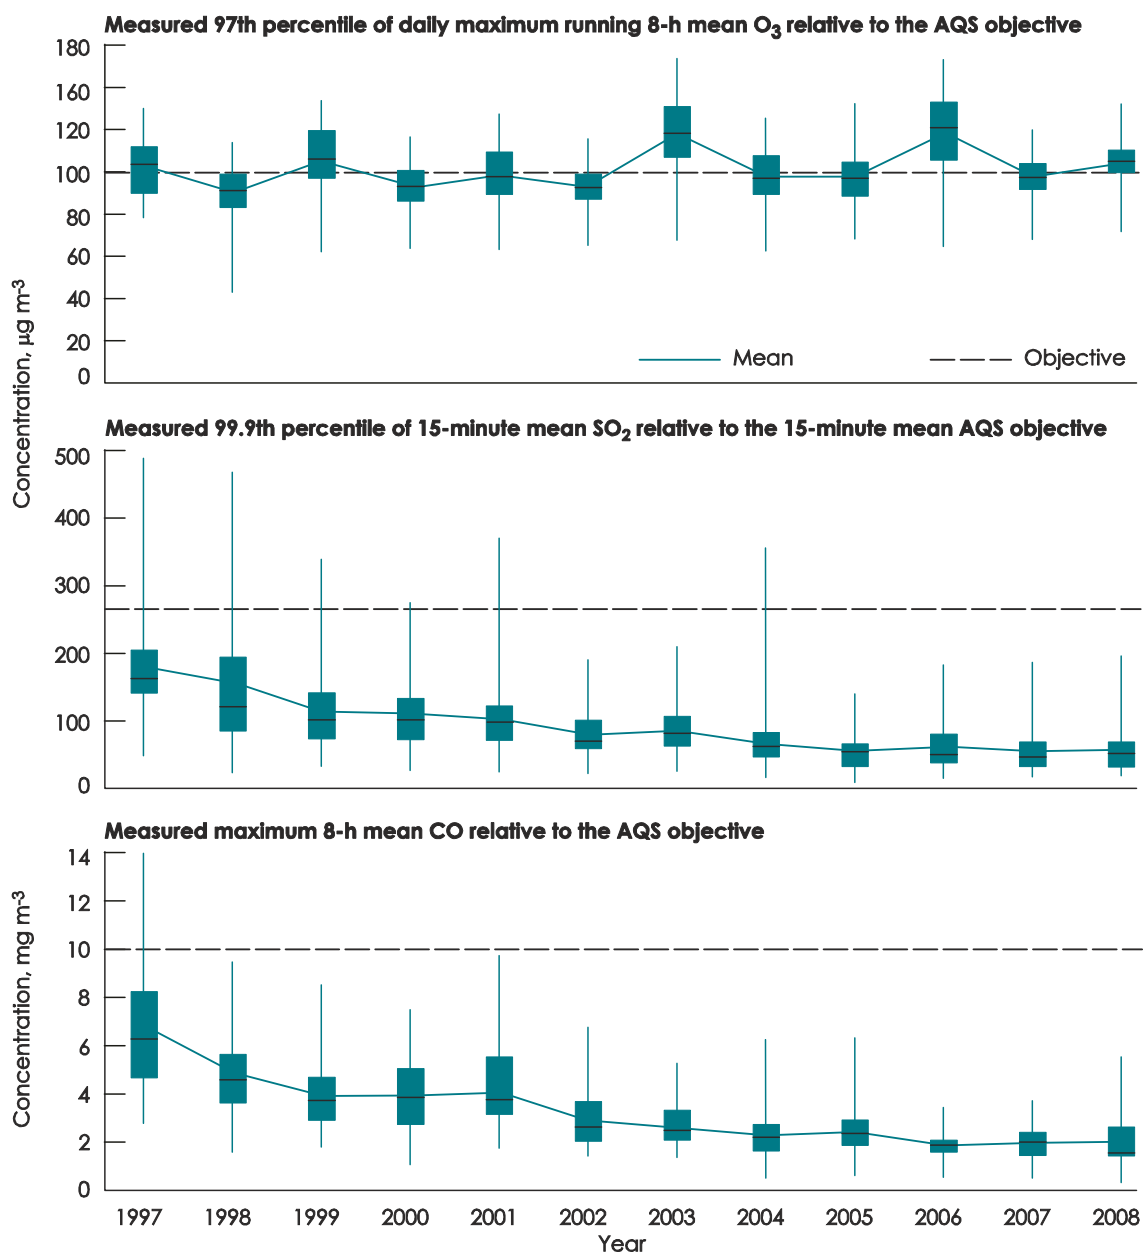 Measured 97th percentile of daily maximum running 8-h mean O3 relative to the AQS objective
180
160
120
100
80
60
40
20
0
Mean
Objective
Concentration, µg m-3
Measured 99.9th percentile of 15-minute mean SO2 relative to the 15-minute mean AQS objective
500
400
300
200
100
0
Measured maximum 8-h mean CO relative to the AQS objective
14
12
10
8
6
4
2
0
Concentration, mg m-3
1997 1998 1999 2000 2001 2002 2003 2004 2005 2006 2007 2008
Year